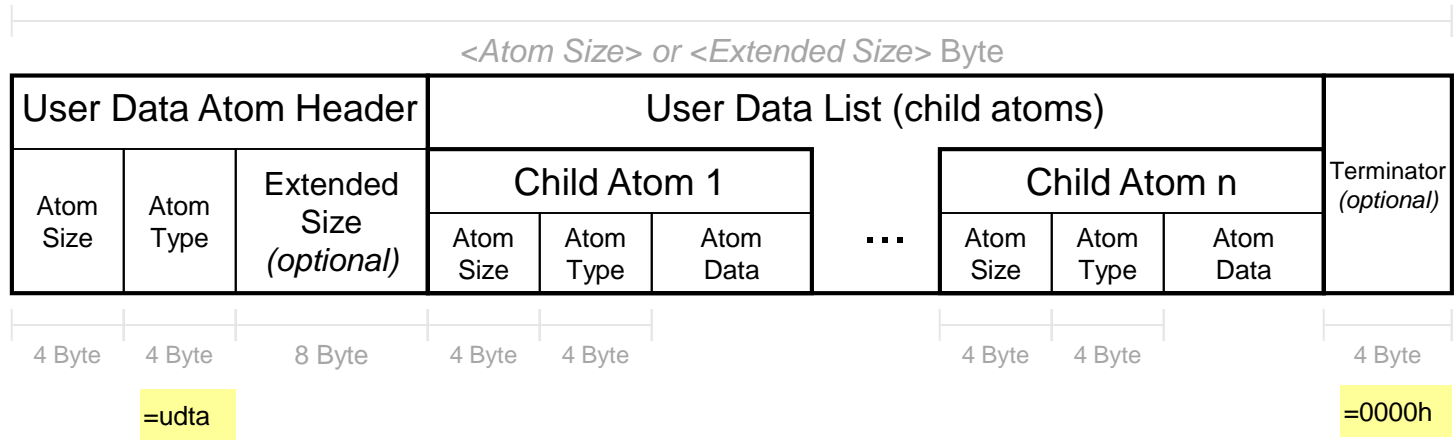 <Atom Size> or <Extended Size> Byte
User Data Atom Header
User Data List (child atoms)
Terminator
(optional)
Atom
Size
Atom
Type
Extended
Size
(optional)
Child Atom 1
Atom
Size
Atom
Type
Atom
Data
...
Child Atom n
Atom
Size
Atom
Type
Atom
Data
4 Byte
4 Byte
8 Byte
4 Byte
4 Byte
4 Byte
4 Byte
4 Byte
=udta
=0000h